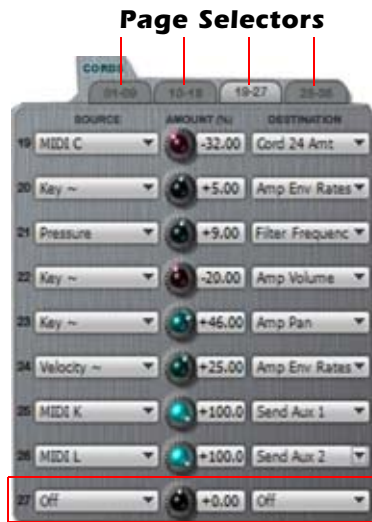 Page Selectors
CORDS
01-09 10-18 19-27 28-36
SOURCE AMOUNT (%) DESTINATION
19 MIDI C -32.00 Cord 24 Amt
20 Key ~ +5.00 Amp Env Rates
21 Pressure +9.00 Filter Frequenc
22 Key ~ -20.00 Amp Volume
23 Key ~ +46.00 Amp Pan
24 Velocity ~ +25.00 Amp Env Rates
25 MIDI K +100.0 Send Aux 1
26 MIDI L +100.0 Send Aux 2
27 Off +0.00 Off